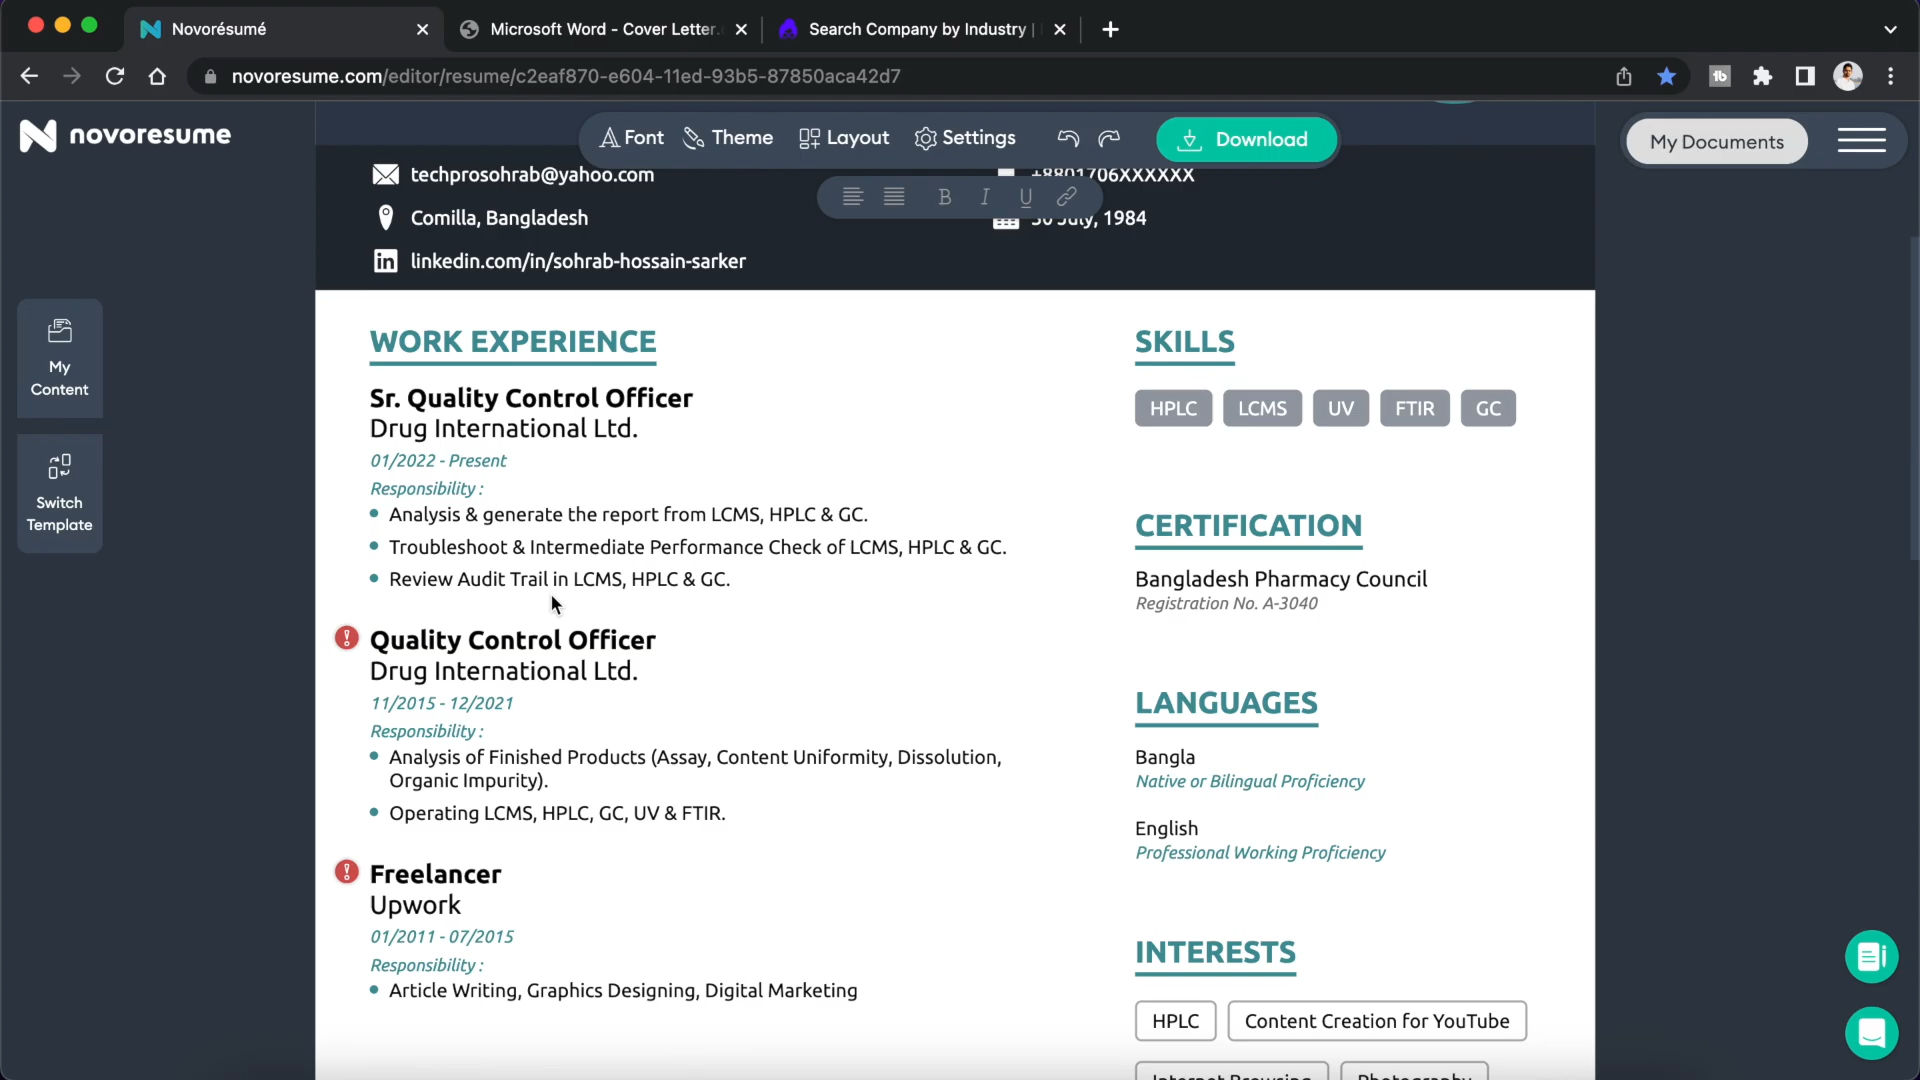 Novorésumé
Microsoft Word - Cover Letter.
Search Company by Industry |
novoresume.com/editor/resume/c2eaf870-e604-11ed-93b5-87850aca42d7
novoresume
Font
Theme
Layout
Settings
Download
My Documents
B I U
techprosohrab@yahoo.com
+8801706XXXXXX
Comilla, Bangladesh
30 July, 1984
linkedin.com/in/sohrab-hossain-sarker
My
Content
Switch
Template
WORK EXPERIENCE
Sr. Quality Control Officer
Drug International Ltd.
01/2022 - Present
Responsibility :
Analysis & generate the report from LCMS, HPLC & GC.
Troubleshoot & Intermediate Performance Check of LCMS, HPLC & GC.
Review Audit Trail in LCMS, HPLC & GC.
Quality Control Officer
Drug International Ltd.
11/2015 - 12/2021
Responsibility :
Analysis of Finished Products (Assay, Content Uniformity, Dissolution,
Organic Impurity).
Operating LCMS, HPLC, GC, UV & FTIR.
Freelancer
Upwork
01/2011 - 07/2015
Responsibility :
Article Writing, Graphics Designing, Digital Marketing
SKILLS
HPLC LCMS UV FTIR GC
CERTIFICATION
Bangladesh Pharmacy Council
Registration No. A-3040
LANGUAGES
Bangla
Native or Bilingual Proficiency
English
Professional Working Proficiency
INTERESTS
HPLC Content Creation for YouTube
Internet Browsing Photography